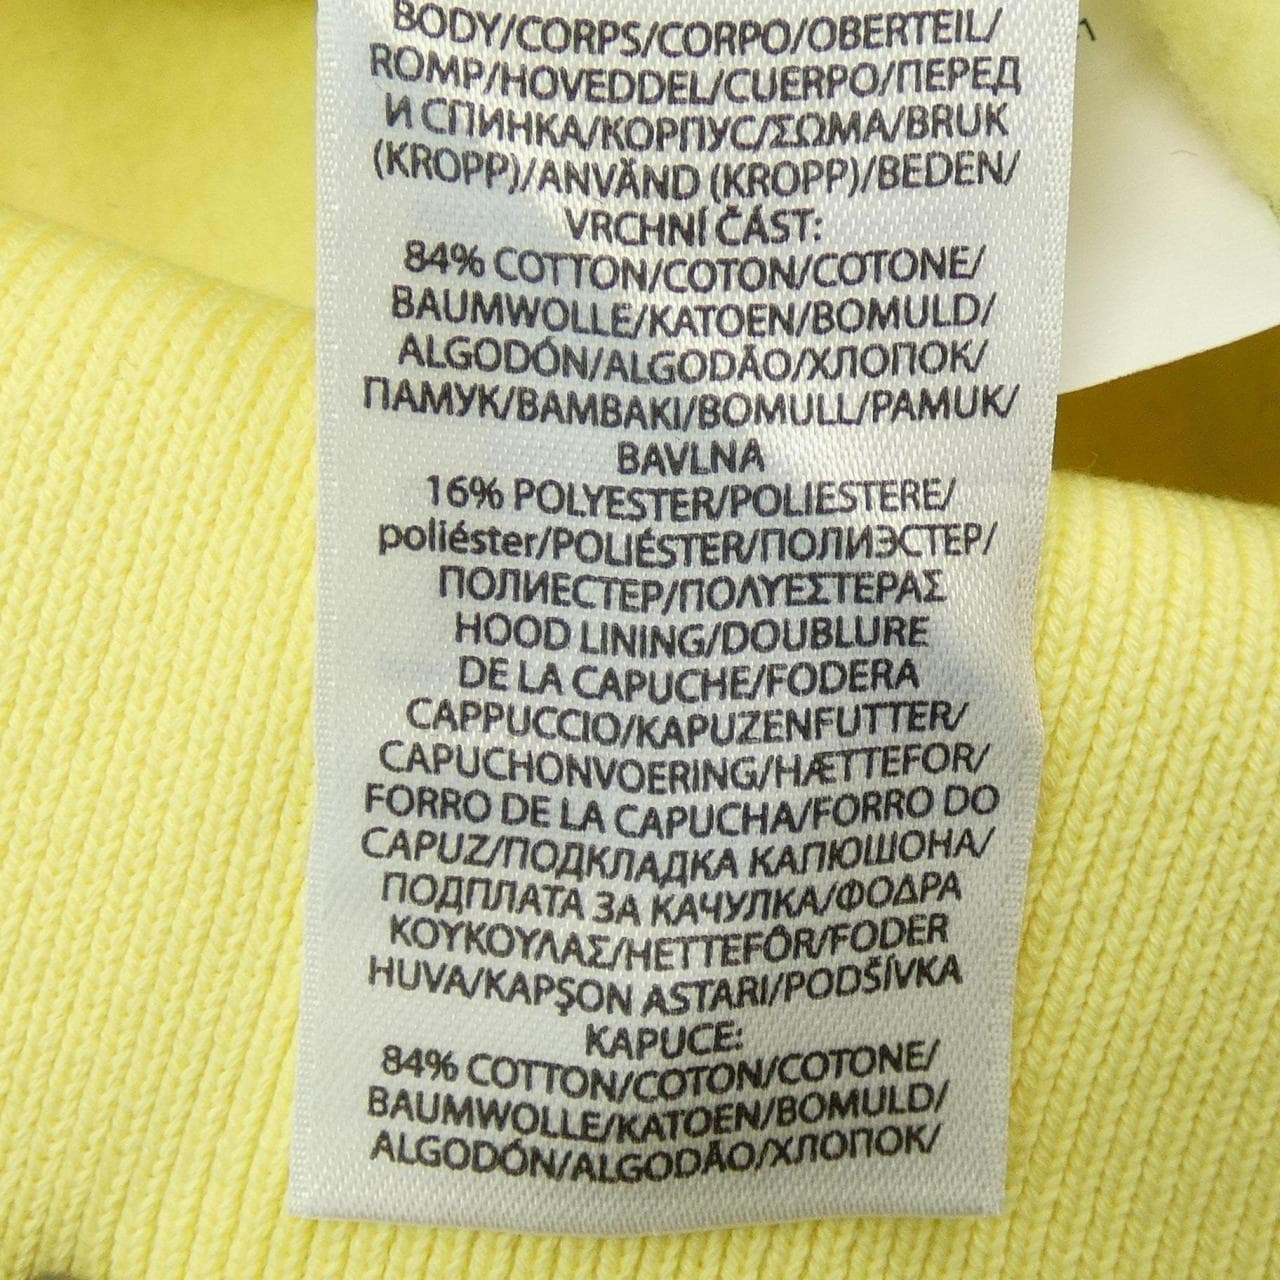 BODY/CORPS/CORPO/OBERTEIL/
ROMP/HOVEDDEL/CUERPO/ПЕРЕД
И СПИНКА/КОРПУС/ΣΩΜΑ/BRUK
(KROPP)/ANVÄND (KROPP)/BEDEN/
VRCHNÍ ČÁST:
84% COTTON/COTON/COTONE/
BAUMWOLLE/KATOEN/BOMULD/
ALGODÓN/ALGODÃO/ХЛОПОК/
ПАМУК/ΒΑΜΒΑΚΙ/BOMULL/PAMUK/
BAVLNA
16% POLYESTER/POLIESTERE/
poliéster/POLIÉSTER/ПОЛИЭСТЕР/
ПОЛИЕСТЕР/ΠΟΛΥΕΣΤΕΡΑΣ
HOOD LINING/DOUBLURE
DE LA CAPUCHE/FODERA
CAPPUCCIO/KAPUZENFUTTER/
CAPUCHONVOERING/HÆTTEFOR/
FORRO DE LA CAPUCHA/FORRO DO
CAPUZ/ПОДКЛАДКА КАПЮШОНА/
ПОДПЛАТА ЗА КАЧУЛКА/ΦΟΔΡΑ
ΚΟΥΚΟΥΛΑΣ/HETTEFÔR/FODER
HUVA/KAPŞON ASTARI/PODŠÍVKA
KAPUCE:
84% COTTON/COTON/COTONE/
BAUMWOLLE/KATOEN/BOMULD/
ALGODÓN/ALGODÃO/ХЛОПОК/